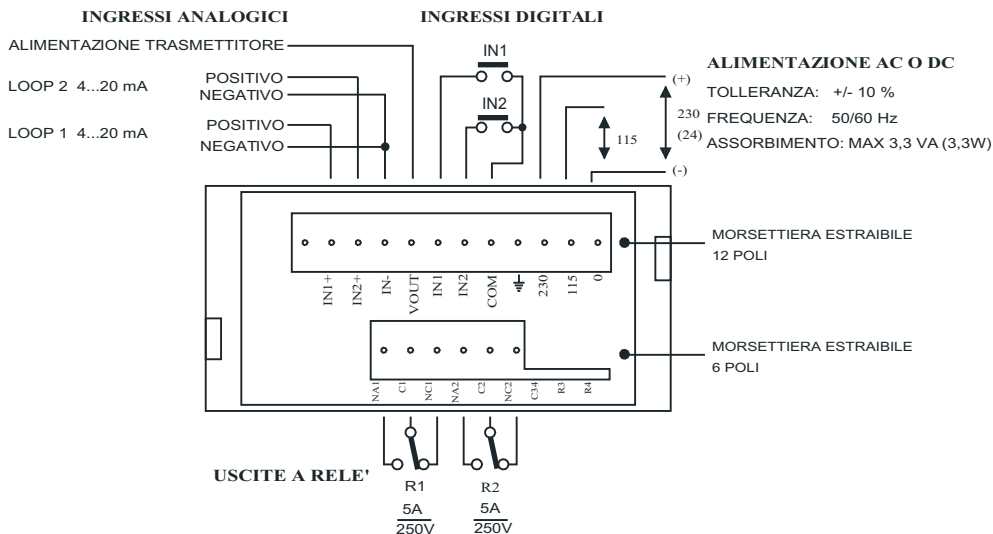 INGRESSI ANALOGICI
INGRESSI DIGITALI
ALIMENTAZIONE TRASMETTITORE
IN1
ALIMENTAZIONE AC O DC
LOOP 2 4...20 mA
POSITIVO
NEGATIVO
(+)
TOLLERANZA: +/- 10 %
IN2
230
(24)
FREQUENZA: 50/60 Hz
LOOP 1 4...20 mA
POSITIVO
NEGATIVO
115
ASSORBIMENTO: MAX 3,3 VA (3,3W)
(-)
MORSETTIERA ESTRAIBILE
12 POLI
IN1+
IN2+
IN-
VOUT
IN1
IN2
COM
230
115
0
MORSETTIERA ESTRAIBILE
6 POLI
NA1
C1
NC1
NA2
C2
NC2
C34
R3
R4
USCITE A RELE'
R1
R2
5A
250V
5A
250V